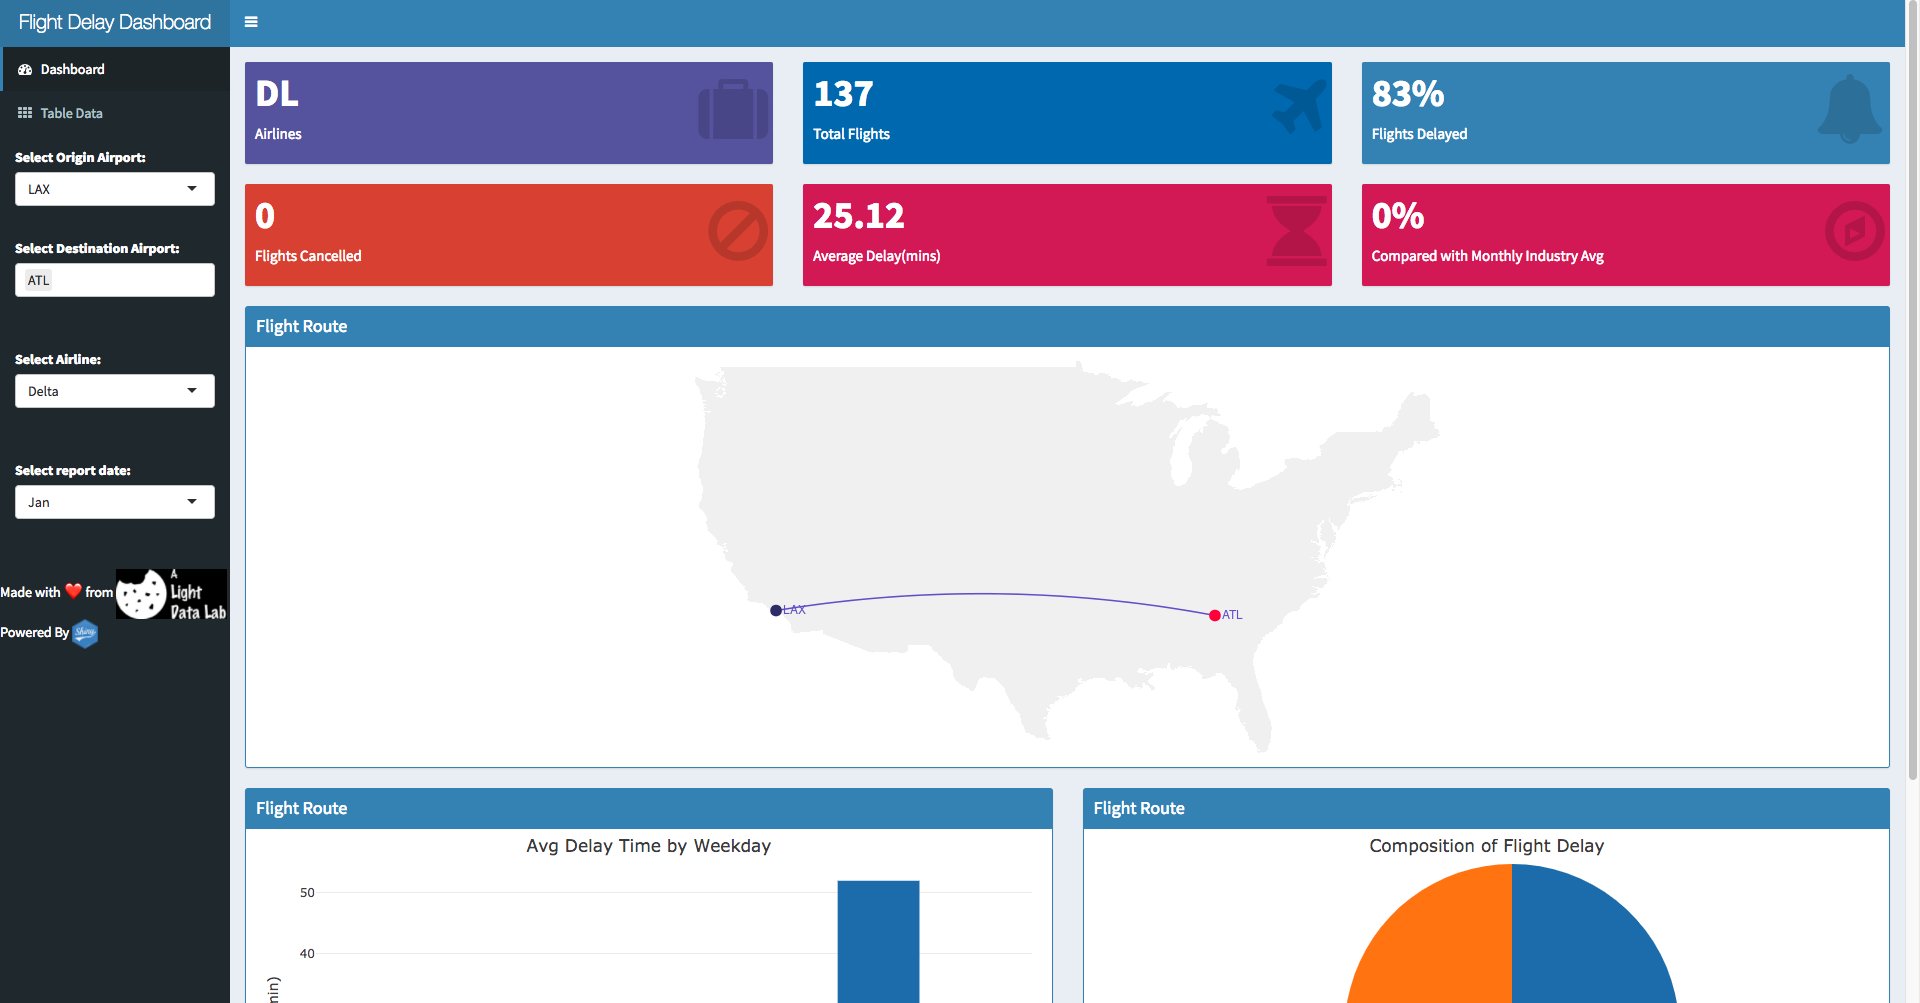 Flight Delay Dashboard
Dashboard
Table Data
Select Origin Airport:
LAX
Select Destination Airport:
ATL
Select Airline:
Delta
Select report date:
Jan
Made with ❤️ from
A
Light
Data Lab
Powered By Shiny
DL
Airlines
137
Total Flights
83%
Flights Delayed
0
Flights Cancelled
25.12
Average Delay(mins)
0%
Compared with Monthly Industry Avg
Flight Route
LAX
ATL
Flight Route
Avg Delay Time by Weekday
50
40
Flight Route
Composition of Flight Delay